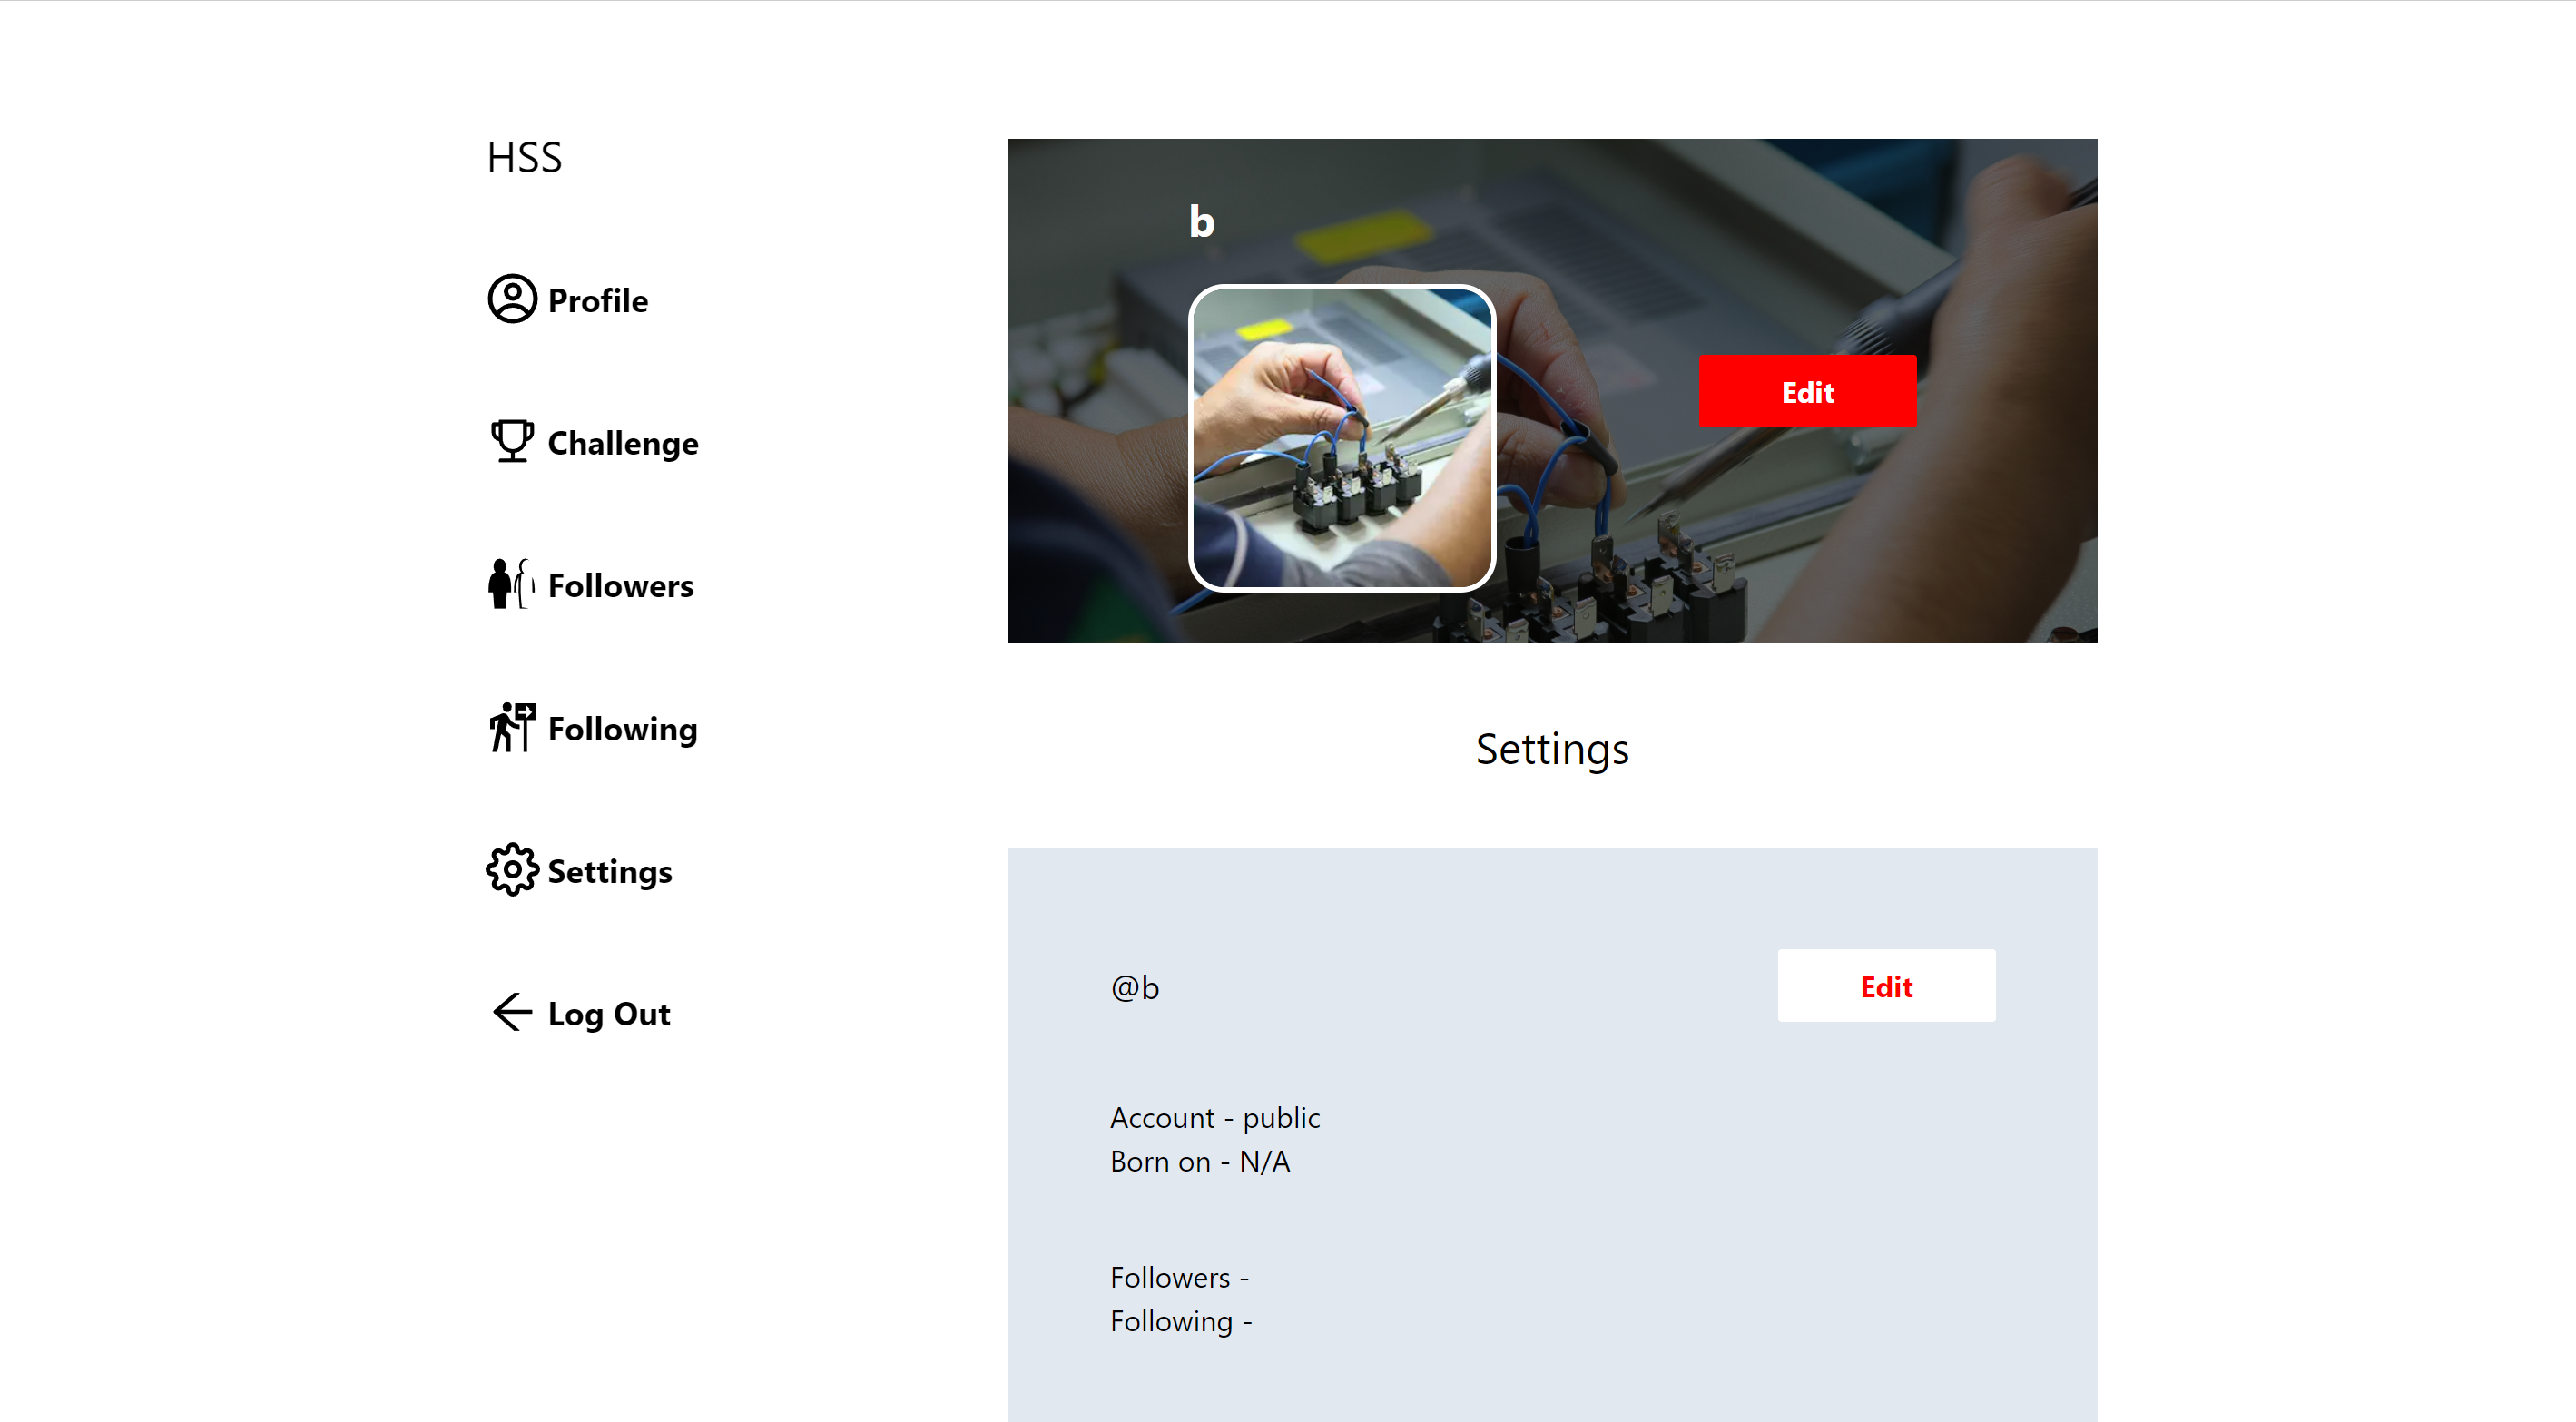 HSS
Profile
Challenge
Followers
Following
Settings
Log Out
b
Edit
Settings
@b
Edit
Account - public
Born on - N/A
Followers -
Following -